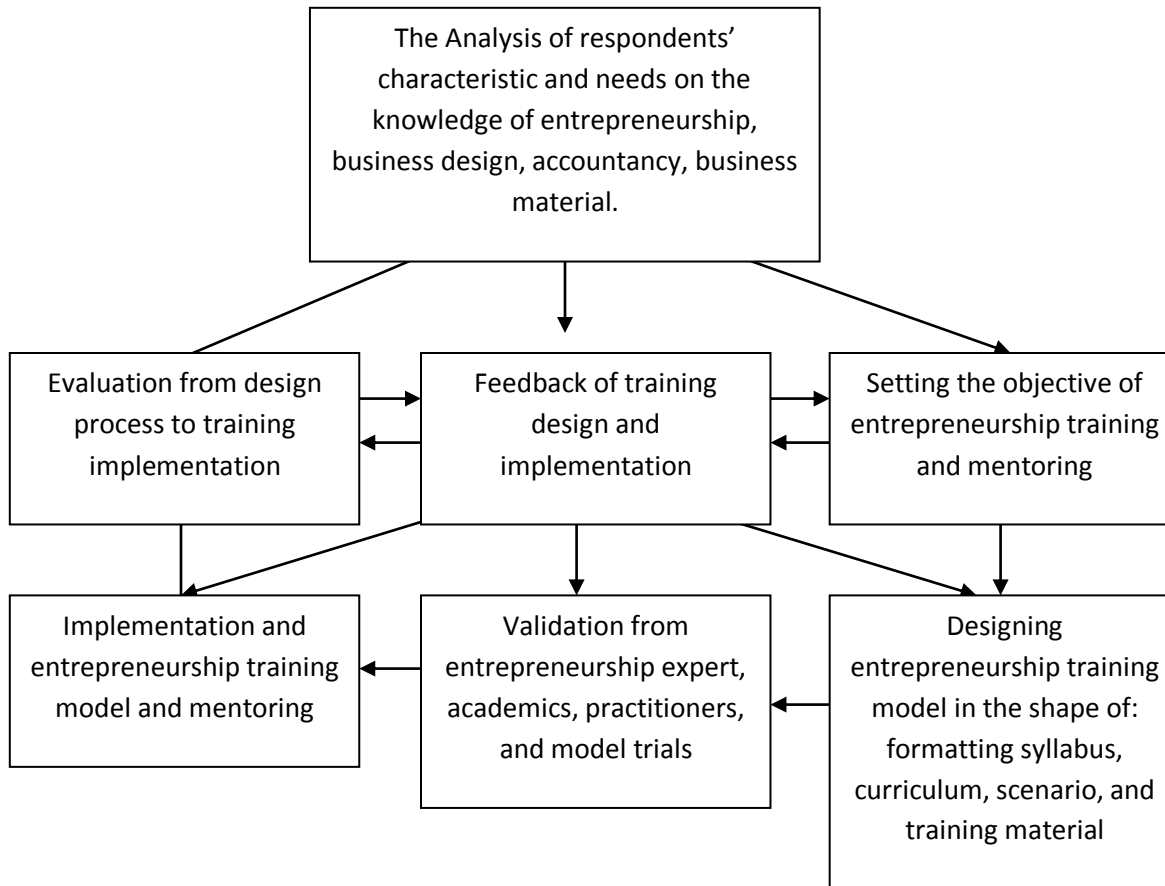 The Analysis of respondents’
characteristic and needs on the
knowledge of entrepreneurship,
business design, accountancy, business
material.
Evaluation from design
process to training
implementation
Feedback of training
design and
implementation
Setting the objective of
entrepreneurship training
and mentoring
Implementation and
entrepreneurship training
model and mentoring
Validation from
entrepreneurship expert,
academics, practitioners,
and model trials
Designing
entrepreneurship training
model in the shape of:
formatting syllabus,
curriculum, scenario, and
training material